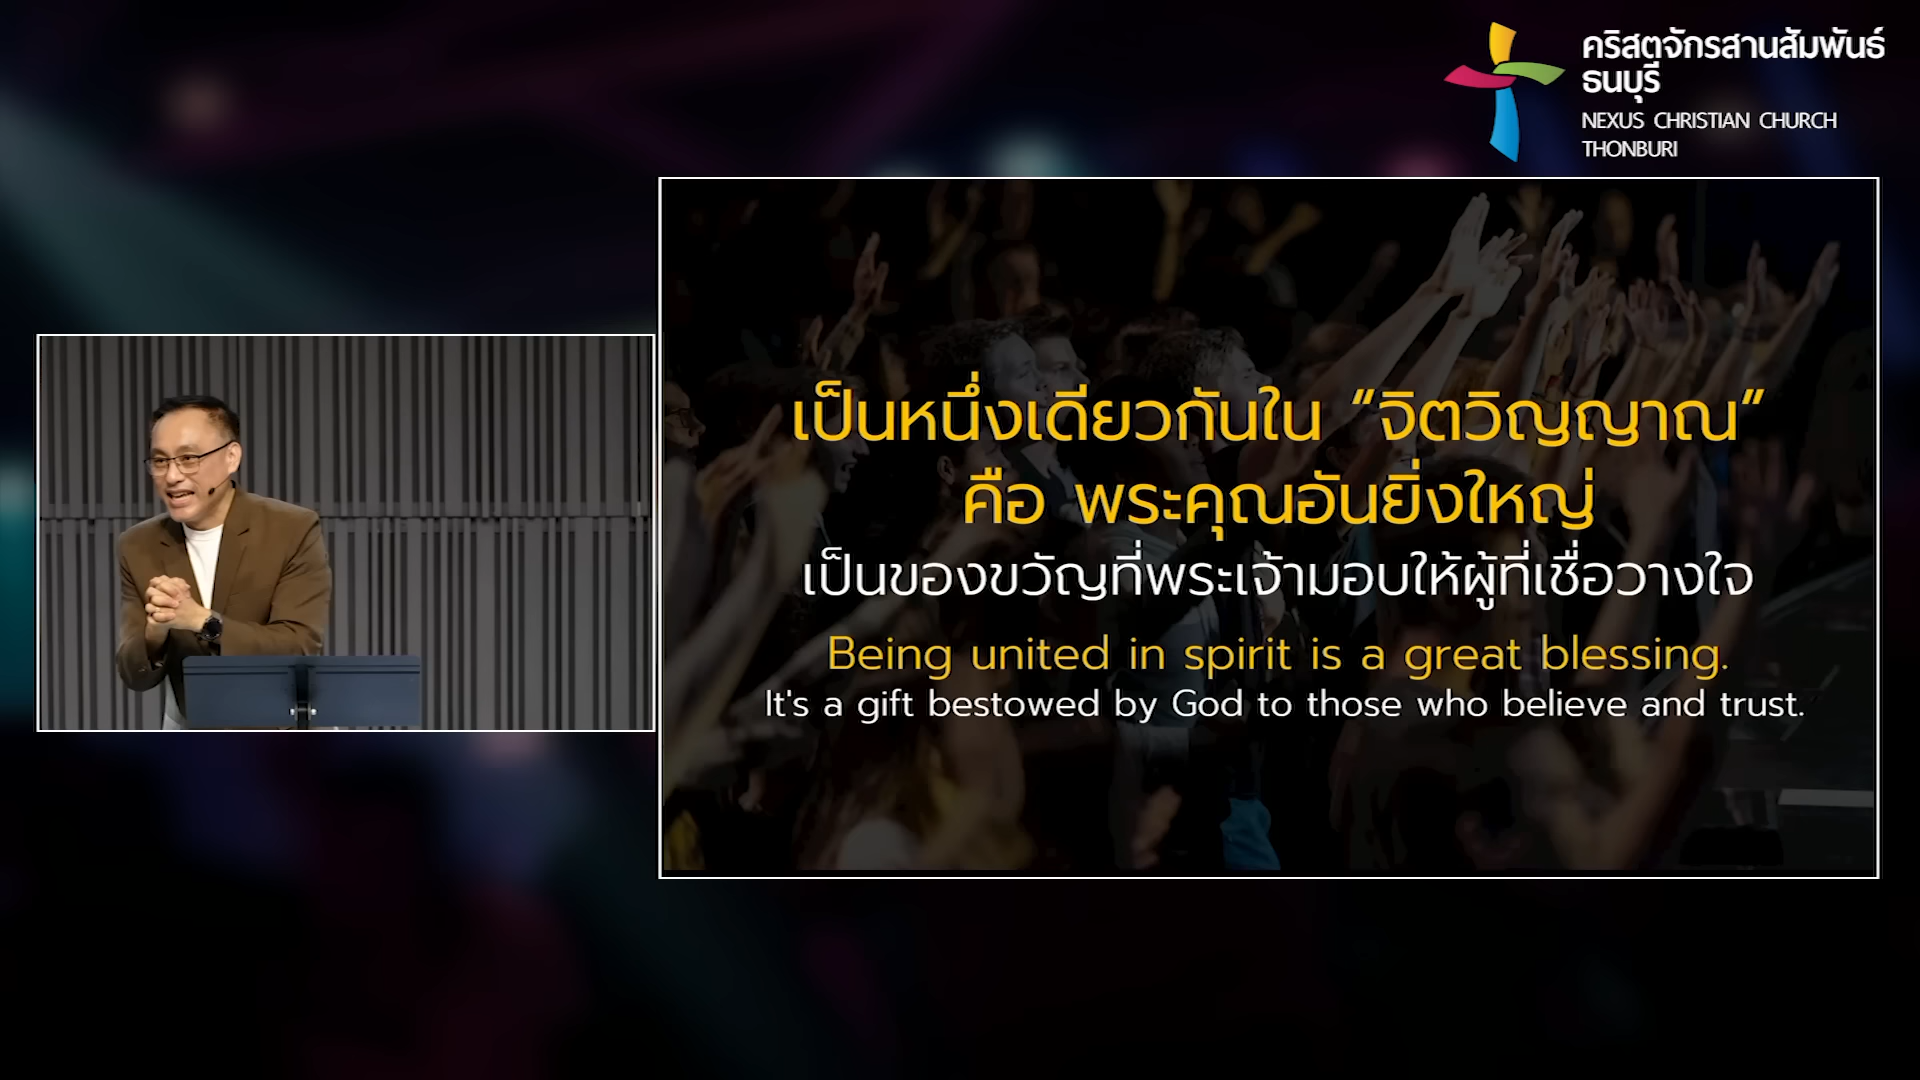 คริสตจักรสานสัมพันธ์
ธนบุรี
NEXUS CHRISTIAN CHURCH
THONBURI
เป็นหนึ่งเดียวกันใน “จิตวิญญาณ”
คือ พระคุณอันยิ่งใหญ่
เป็นของขวัญที่พระเจ้ามอบให้ผู้ที่เชื่อวางใจ
Being united in spirit is a great blessing.
It's a gift bestowed by God to those who believe and trust.